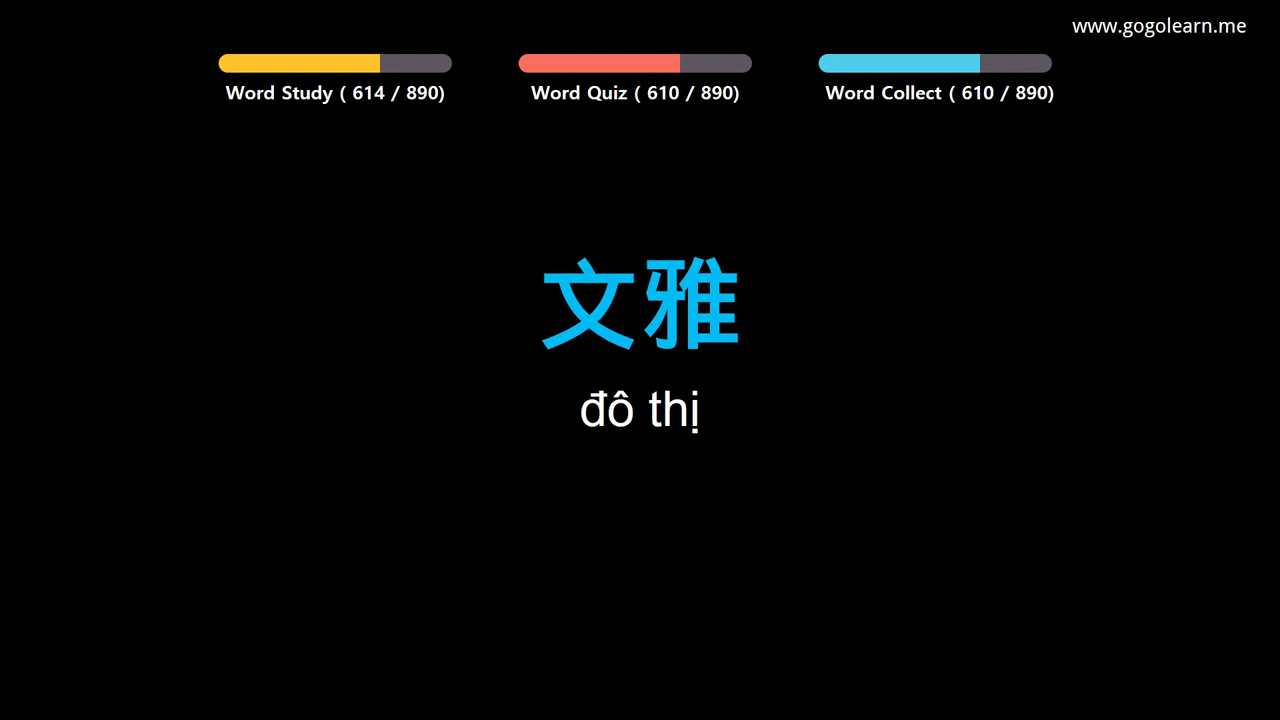 www.gogolearn.me
Word Study ( 614 / 890)
Word Quiz ( 610 / 890)
Word Collect ( 610 / 890)
文雅
đô thị